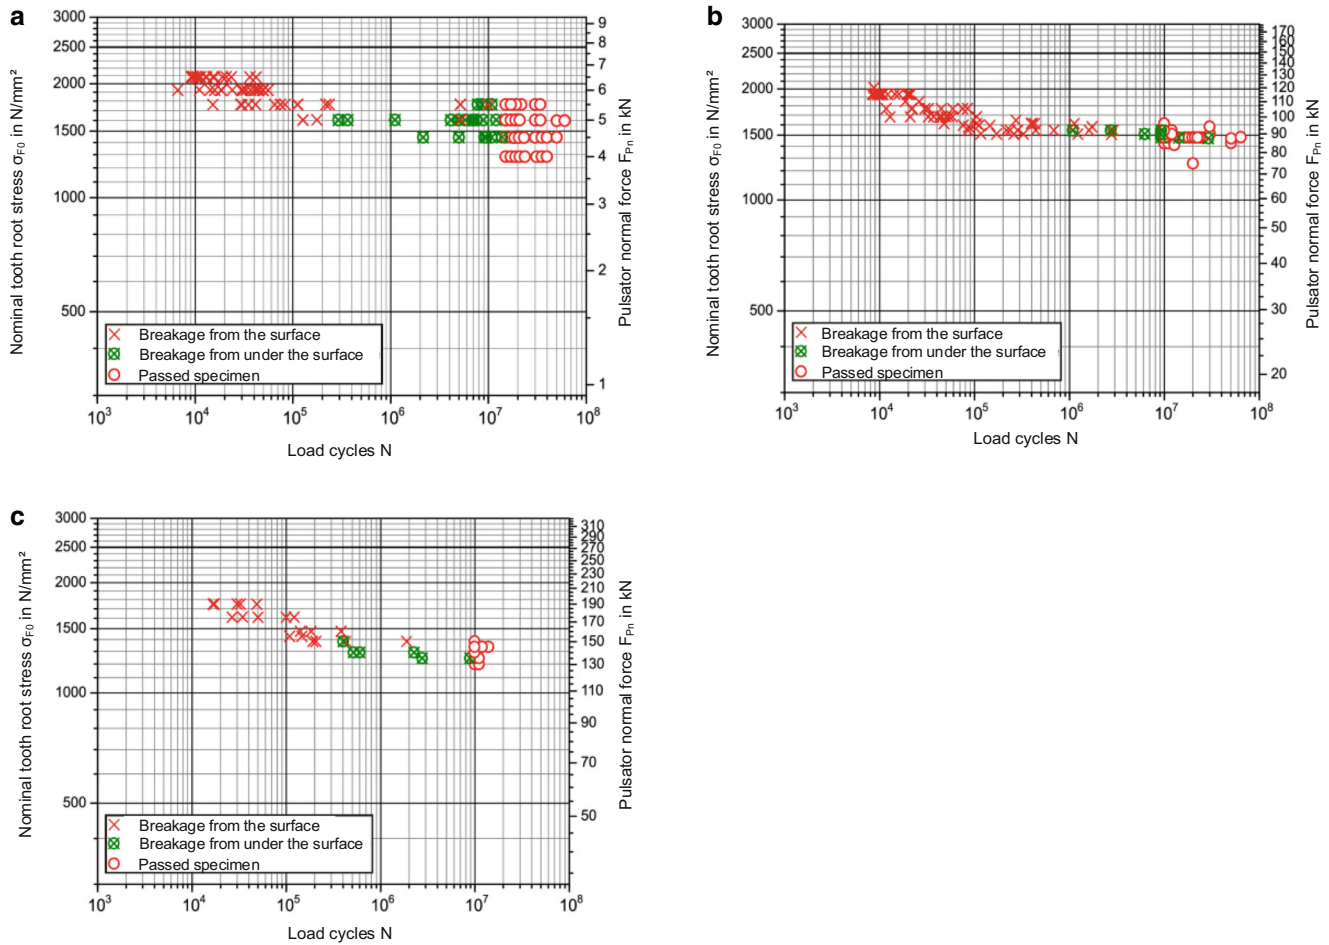 a
3000
2500
2000
1500
1000
500
9
8
7
6
5
4
3
2
1
Nominal tooth root stress σF0 in N/mm²
Pulsator normal force FPn in kN
Breakage from the surface
Breakage from under the surface
Passed specimen
10³ 10⁴ 10⁵ 10⁶ 10⁷ 10⁸
Load cycles N
b
3000
2500
2000
1500
1000
500
170
160
150
140
130
120
110
100
90
80
70
60
50
40
30
20
Nominal tooth root stress σF0 in N/mm²
Pulsator normal force FPn in kN
Breakage from the surface
Breakage from under the surface
Passed specimen
10³ 10⁴ 10⁵ 10⁶ 10⁷ 10⁸
Load cycles N
c
3000
2500
2000
1500
1000
500
310
290
270
250
230
210
190
170
150
130
110
90
70
50
Nominal tooth root stress σF0 in N/mm²
Pulsator normal force FPn in kN
Breakage from the surface
Breakage from under the surface
Passed specimen
10³ 10⁴ 10⁵ 10⁶ 10⁷ 10⁸
Load cycles N